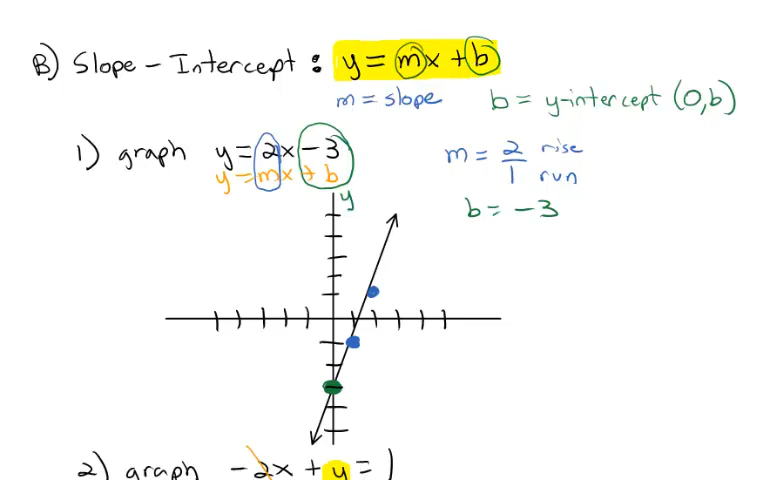 B) Slope - Intercept : y = mx + b
m = slope b = y-intercept (0,b)
1) graph y = 2x - 3 m = 2/1 rise run
y = mx + b
b = -3
y
2) graph -2x + y = 1